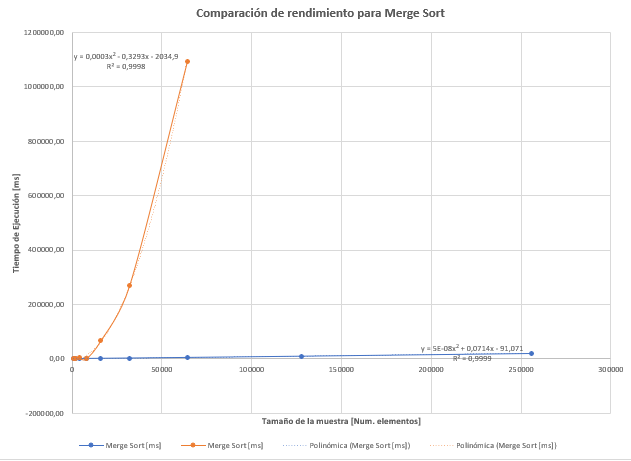 Comparación de rendimiento para Merge Sort
1200000,00
1000000,00
800000,00
600000,00
400000,00
200000,00
0,00
-200000,00
Tiempo de Ejecución [ms]
y = 0,0003x² - 0,3293x - 2034,9
R² = 0,9998
y = 5E-08x² + 0,0714x - 91,071
R² = 0,9999
0 50000 100000 150000 200000 250000 300000
Tamaño de la muestra [Num. elementos]
Merge Sort [ms] Merge Sort [ms] Polinómica (Merge Sort [ms]) Polinómica (Merge Sort [ms])